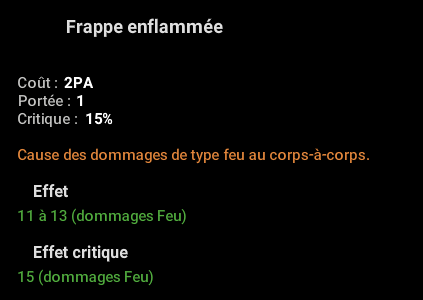 Frappe enflammée
Coût : 2PA
Portée : 1
Critique : 15%
Cause des dommages de type feu au corps-à-corps.
Effet
11 à 13 (dommages Feu)
Effet critique
15 (dommages Feu)